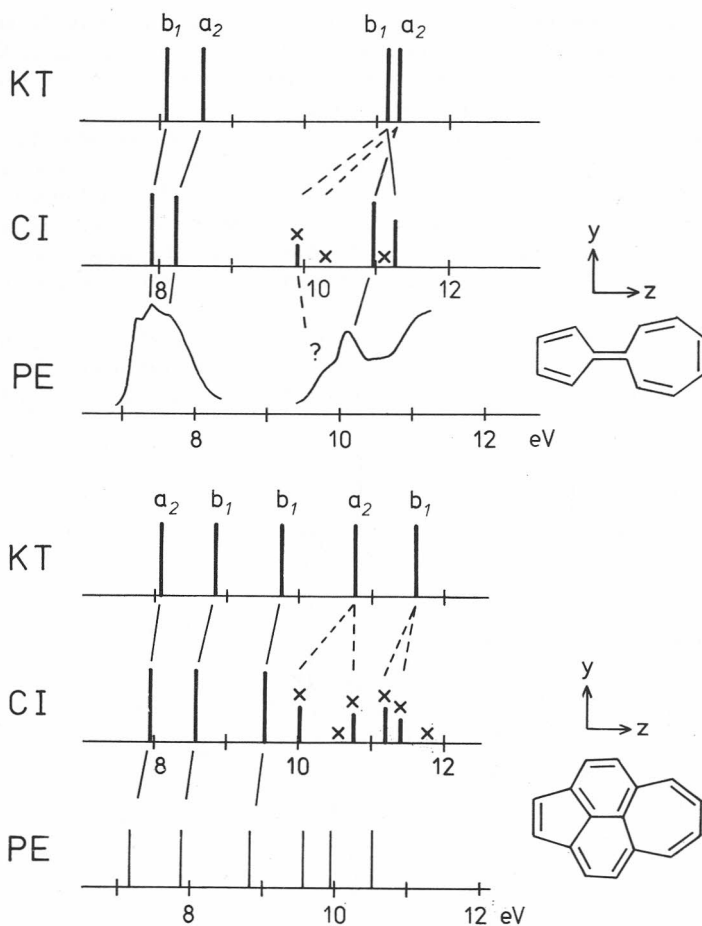 b₁ a₂ b₁ a₂
KT
8 10 12
CI
y
z
?
PE
8 10 12 eV
a₂ b₁ b₁ a₂ b₁
KT
8 10 12
CI
y
z
PE
8 10 12 eV